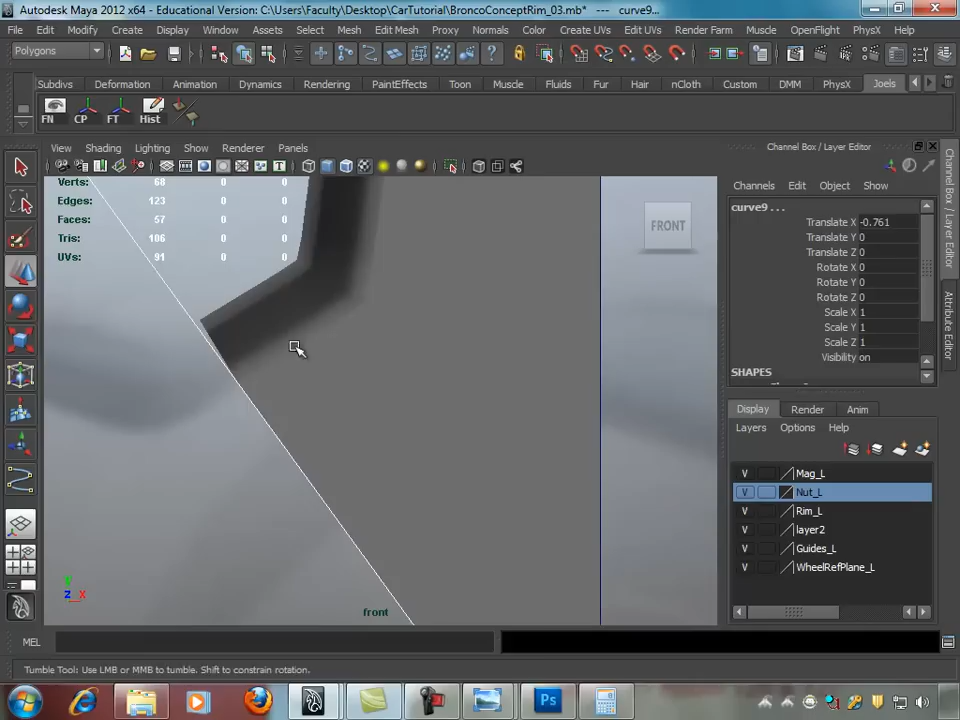 Autodesk Maya 2012 x64 - Educational Version: C:\Users\Faculty\Desktop\CarTutorial\BroncoConceptRim_03.mb* --- curve9...
File Edit Modify Create Display Window Assets Select Mesh Edit Mesh Proxy Normals Color Create UVs Edit UVs Render Farm Muscle OpenFlight PhysX Help
Polygons
Subdivs Deformation Animation Dynamics Rendering PaintEffects Toon Muscle Fluids Fur Hair nCloth Custom DMM PhysX Joels
FN CP FT Hist
View Shading Lighting Show Renderer Panels
Channel Box / Layer Editor
Channels Edit Object Show
Verts: 68 0 0
Edges: 123 0 0
Faces: 57 0 0
Tris: 106 0 0
UVs: 91 0 0
FRONT
curve9 . . .
Translate X -0.761
Translate Y 0
Translate Z 0
Rotate X 0
Rotate Y 0
Rotate Z 0
Scale X 1
Scale Y 1
Scale Z 1
Visibility on
SHAPES
Display Render Anim
Layers Options Help
V Mag_L
V Nut_L
V Rim_L
V layer2
V Guides_L
V WheelRefPlane_L
Channel Box / Layer Editor
Attribute Editor
y
z x
front
MEL
Tumble Tool: Use LMB or MMB to tumble. Shift to constrain rotation.
Ps